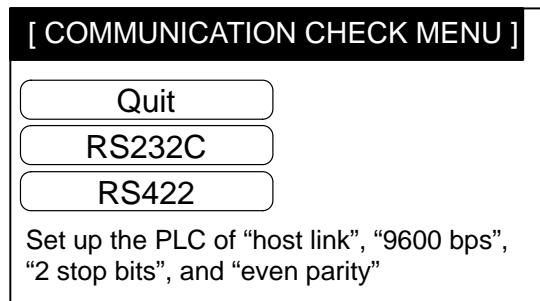 [ COMMUNICATION CHECK MENU ]
Quit
RS232C
RS422
Set up the PLC of “host link”, “9600 bps”,
“2 stop bits”, and “even parity”